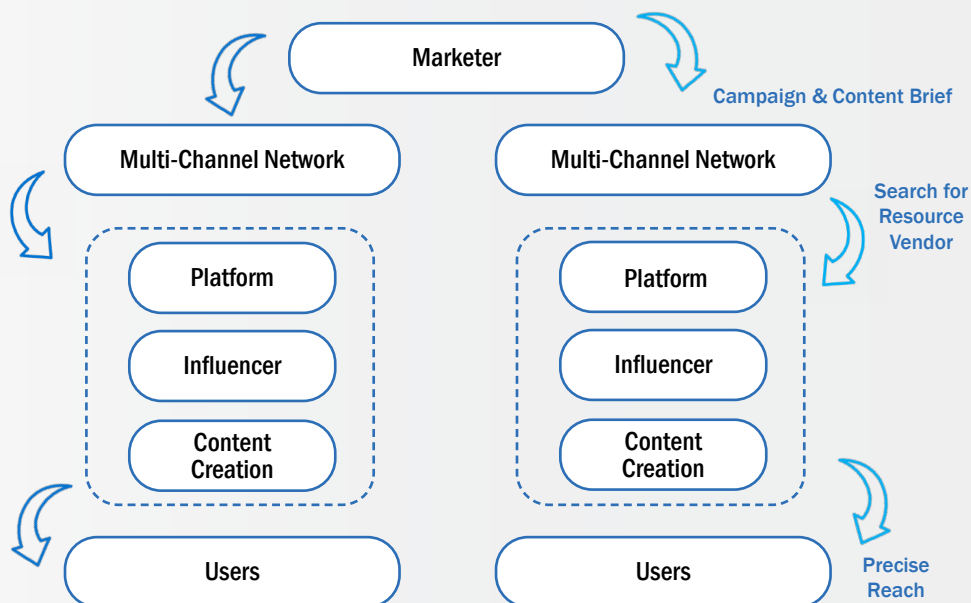 Marketer
Campaign & Content Brief
Multi-Channel Network
Multi-Channel Network
Search for
Resource
Vendor
Platform
Influencer
Content
Creation
Platform
Influencer
Content
Creation
Users
Users
Precise
Reach